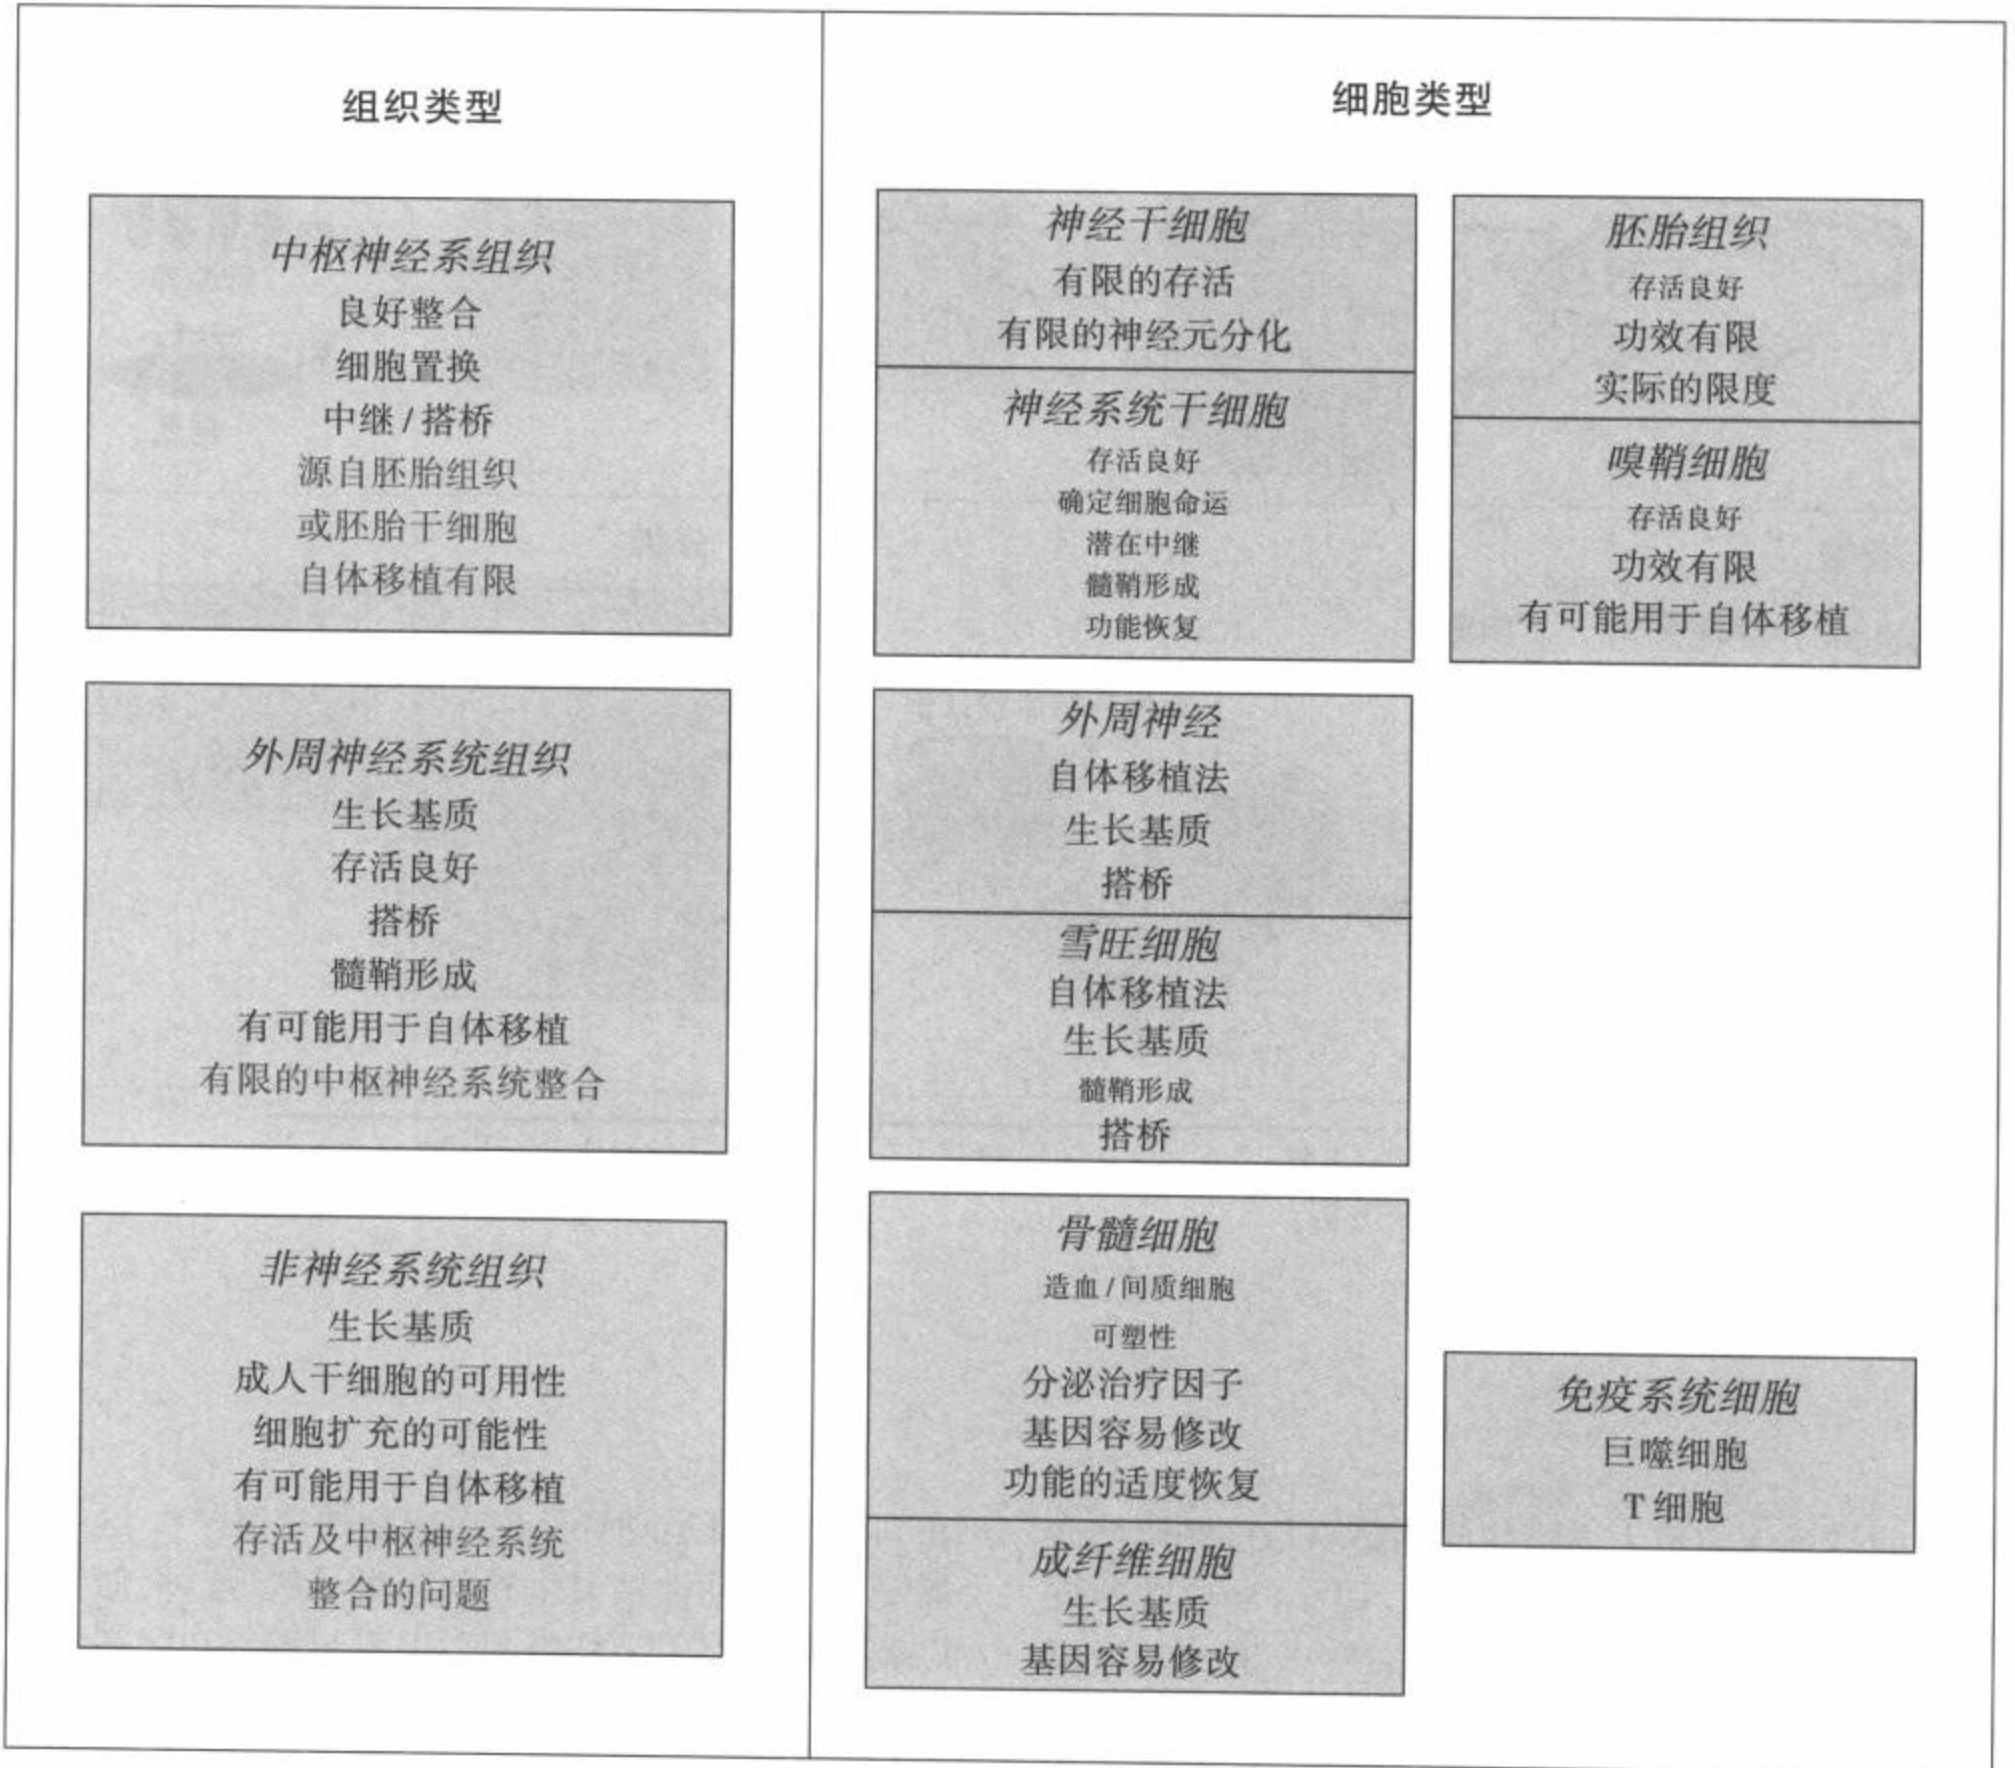 组织类型
中枢神经系组织
良好整合
细胞置换
中继/搭桥
源自胚胎组织
或胚胎干细胞
自体移植有限
外周神经系统组织
生长基质
存活良好
搭桥
髓鞘形成
有可能用于自体移植
有限的中枢神经系统整合
非神经系统组织
生长基质
成人干细胞的可用性
细胞扩充的可能性
有可能用于自体移植
存活及中枢神经系统
整合的问题
细胞类型
神经干细胞
有限的存活
有限的神经元分化
神经系统干细胞
存活良好
确定细胞命运
潜在中继
髓鞘形成
功能恢复
胚胎组织
存活良好
功效有限
实际的限度
嗅鞘细胞
存活良好
功效有限
有可能用于自体移植
外周神经
自体移植法
生长基质
搭桥
雪旺细胞
自体移植法
生长基质
髓鞘形成
搭桥
骨髓细胞
造血/间质细胞
可塑性
分泌治疗因子
基因容易修改
功能的适度恢复
成纤维细胞
生长基质
基因容易修改
免疫系统细胞
巨噬细胞
T细胞